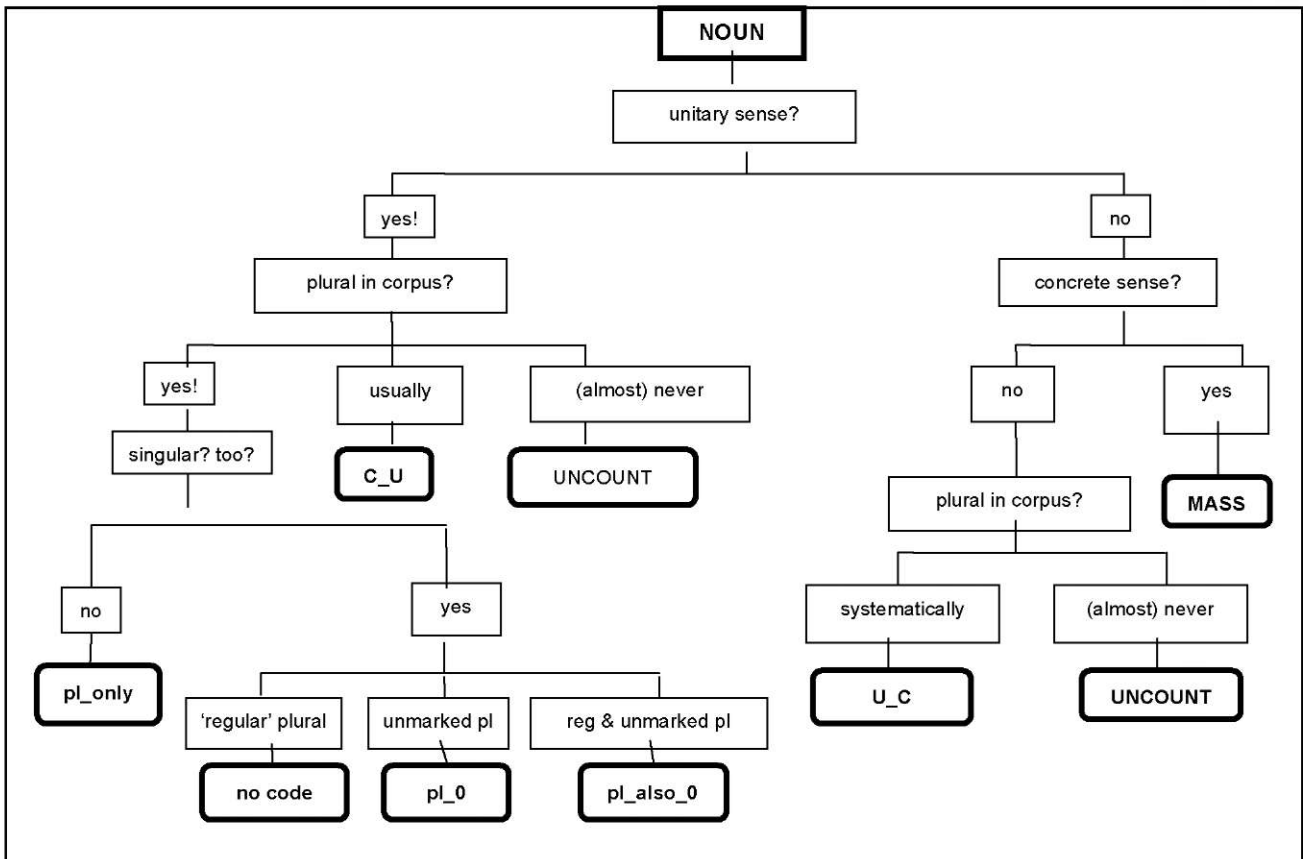 NOUN
unitary sense?
yes!
no
plural in corpus?
concrete sense?
yes!
usually
(almost) never
no
yes
singular? too?
C_U
UNCOUNT
plural in corpus?
MASS
no
yes
systematically
(almost) never
pl_only
U_C
UNCOUNT
‘regular’ plural
unmarked pl
reg & unmarked pl
no code
pl_0
pl_also_0